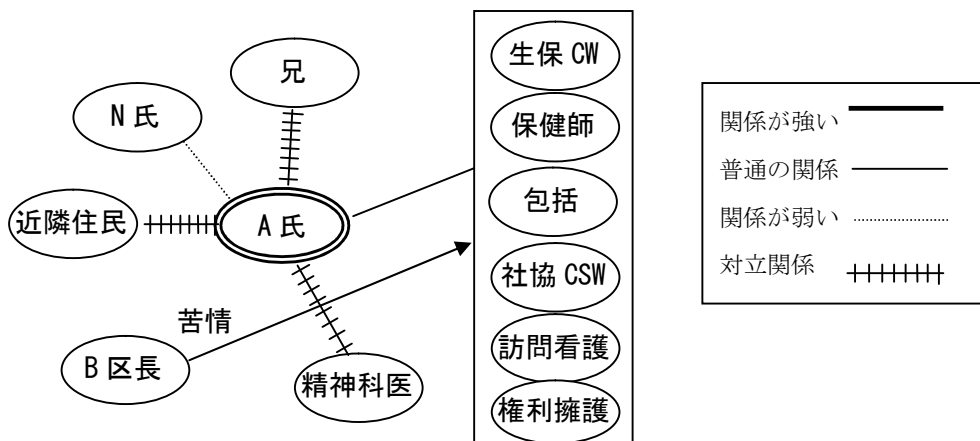 兄
N氏
近隣住民
A氏
苦情
B区長
精神科医
生保 CW
保健師
包括
社協 CSW
訪問看護
権利擁護
関係が強い
普通の関係
関係が弱い
対立関係